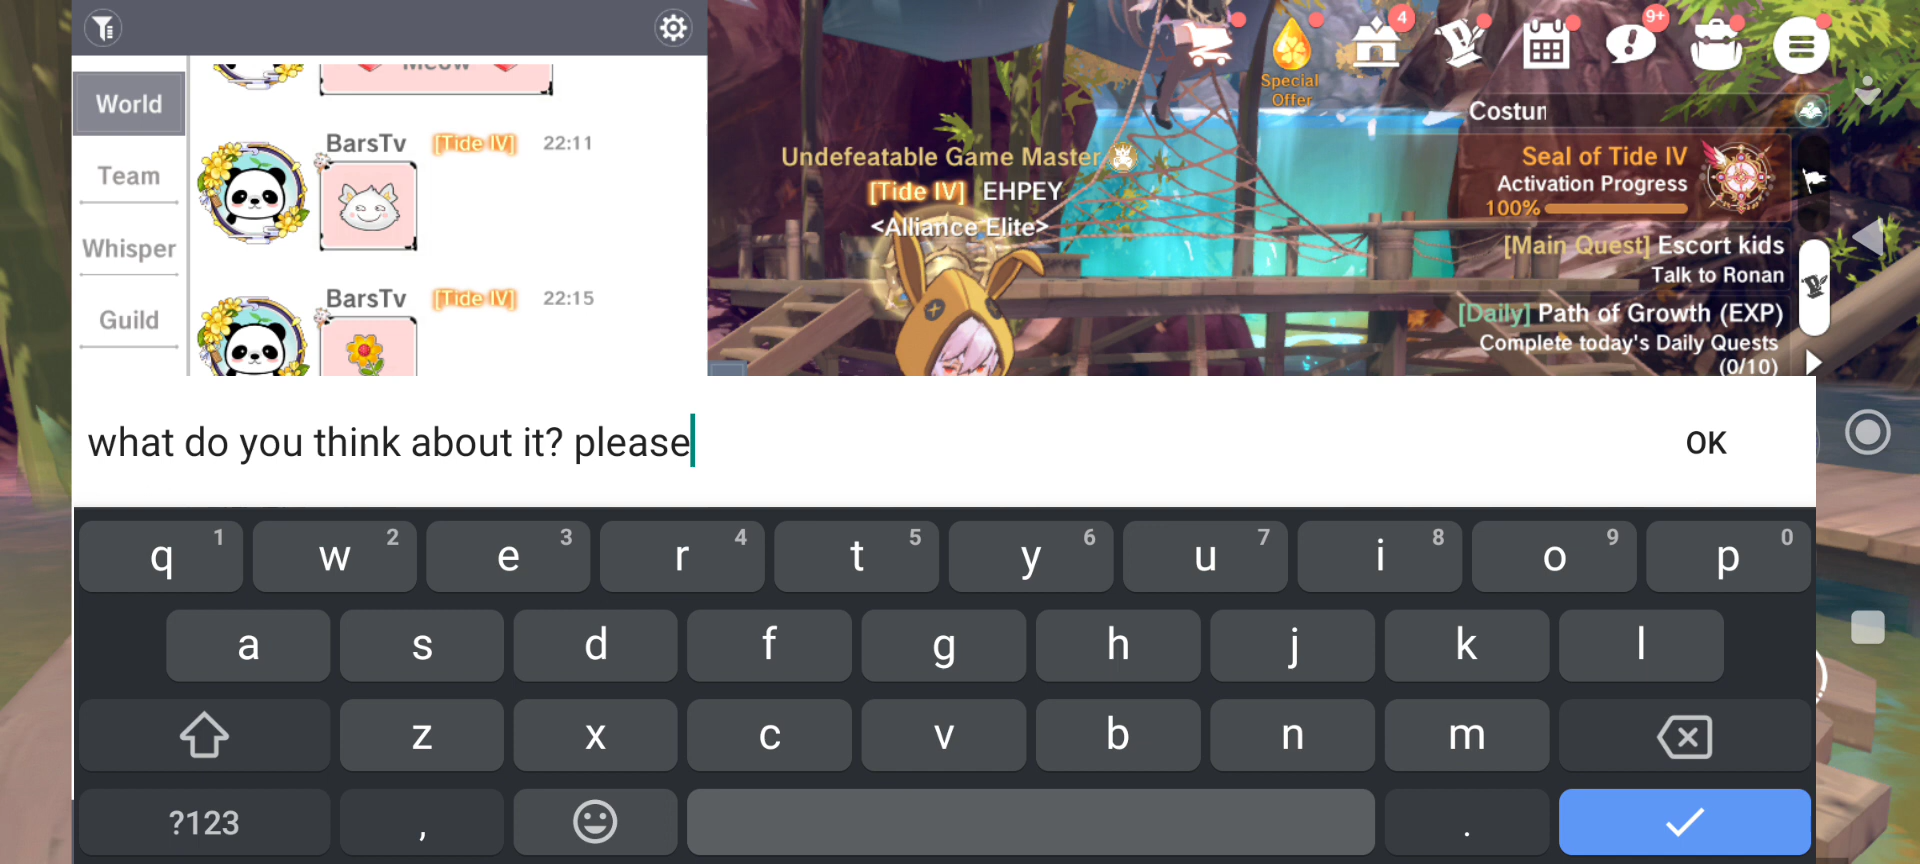 Meow
World
BarsTv [Tide IV] 22:11
Team
Whisper
BarsTv [Tide IV] 22:15
Guild
Special
Offer
4
9+
Costun
Undefeatable Game Master
[Tide IV] EHPEY
<Alliance Elite>
Seal of Tide IV
Activation Progress
100%
[Main Quest] Escort kids
Talk to Ronan
[Daily] Path of Growth (EXP)
Complete today's Daily Quests
(0/10)
what do you think about it? please
OK
q 1 w 2 e 3 r 4 t 5 y 6 u 7 i 8 o 9 p 0
a s d f g h j k l
z x c v b n m
?123 , .